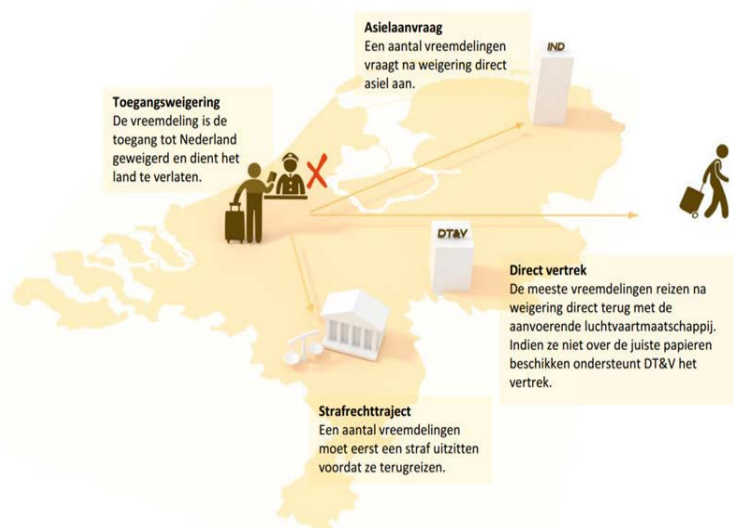 Asielaanvraag
Een aantal vreemdelingen
vraagt na weigering direct
asiel aan.
IND
Toegangsweigering
De vreemdeling is de
toegang tot Nederland
geweigerd en dient het
land te verlaten.
DT&V
Direct vertrek
De meeste vreemdelingen reizen na
weigering direct terug met de
aanvoerende luchtvaartmaatschappij.
Indien ze niet over de juiste papieren
beschikken ondersteunt DT&V het
vertrek.
Strafrechttraject
Een aantal vreemdelingen
moet eerst een straf uitzitten
voordat ze terugreizen.